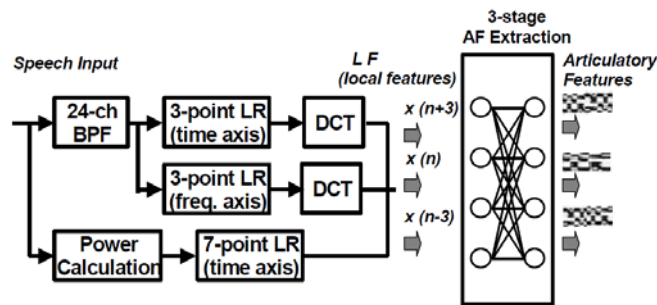 3-stage
AF Extraction
Speech Input
L F
(local features)
Articulatory
Features
24-ch
BPF
3-point LR
(time axis)
DCT
x (n+3)
3-point LR
(freq. axis)
DCT
x (n)
Power
Calculation
7-point LR
(time axis)
x (n-3)